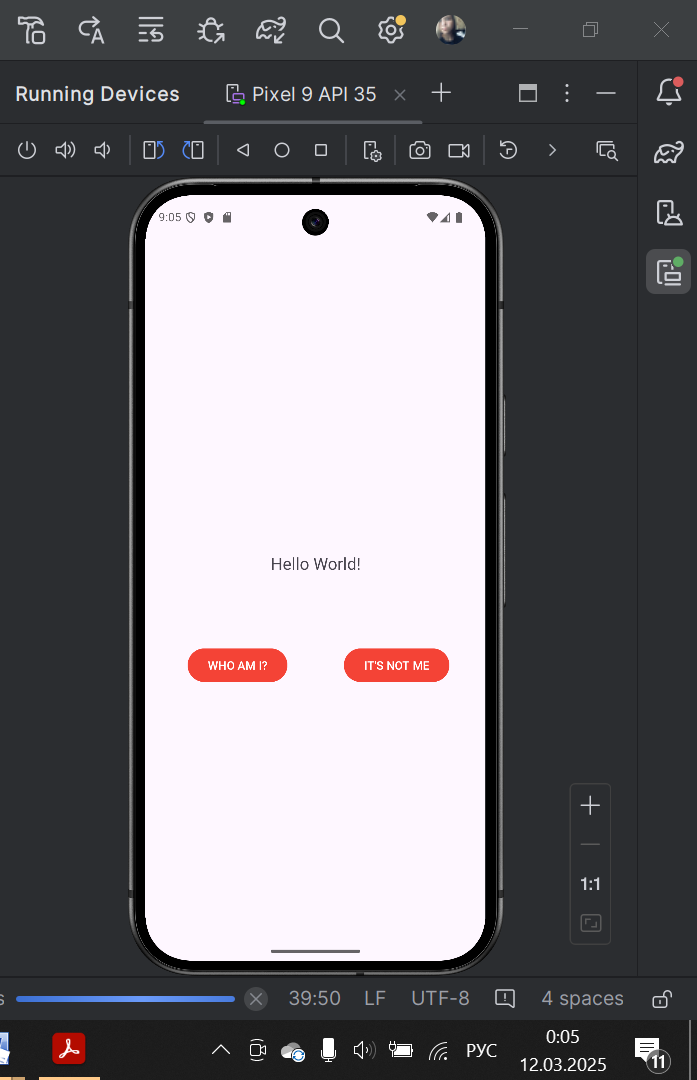 Running Devices
Pixel 9 API 35
9:05
Hello World!
WHO AM I?
IT'S NOT ME
1:1
s
39:50
LF
UTF-8
4 spaces
РУС
0:05
12.03.2025
11